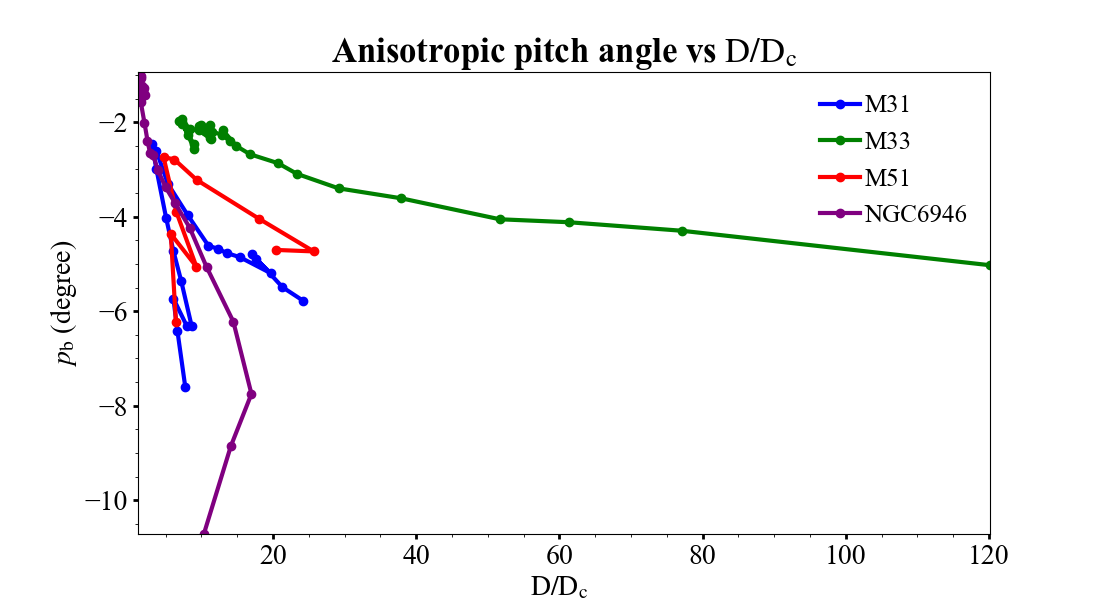 Anisotropic pitch angle vs D/Dc
M31
M33
M51
NGC6946
−2
−4
−6
−8
−10
pb (degree)
20 40 60 80 100 120
D/Dc